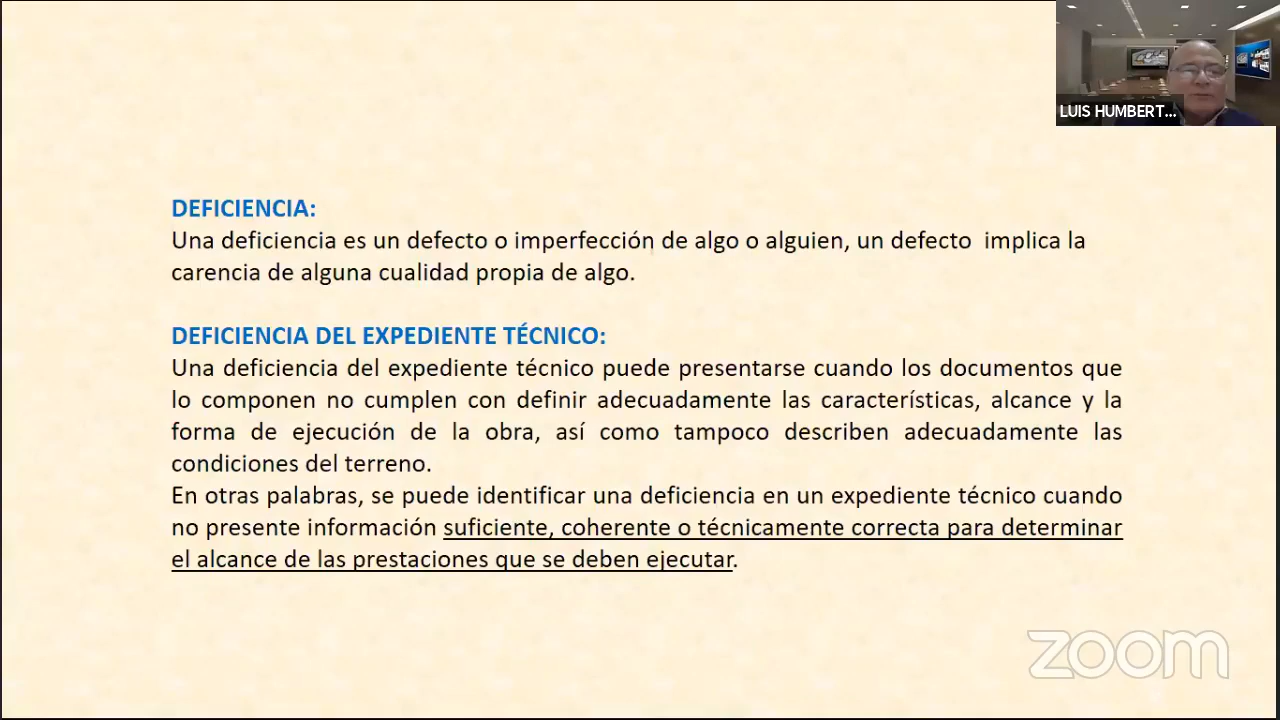 LUIS HUMBERT...
DEFICIENCIA:
Una deficiencia es un defecto o imperfección de algo o alguien, un defecto implica la
carencia de alguna cualidad propia de algo.
DEFICIENCIA DEL EXPEDIENTE TÉCNICO:
Una deficiencia del expediente técnico puede presentarse cuando los documentos que
lo componen no cumplen con definir adecuadamente las características, alcance y la
forma de ejecución de la obra, así como tampoco describen adecuadamente las
condiciones del terreno.
En otras palabras, se puede identificar una deficiencia en un expediente técnico cuando
no presente información suficiente, coherente o técnicamente correcta para determinar
el alcance de las prestaciones que se deben ejecutar.
zoom